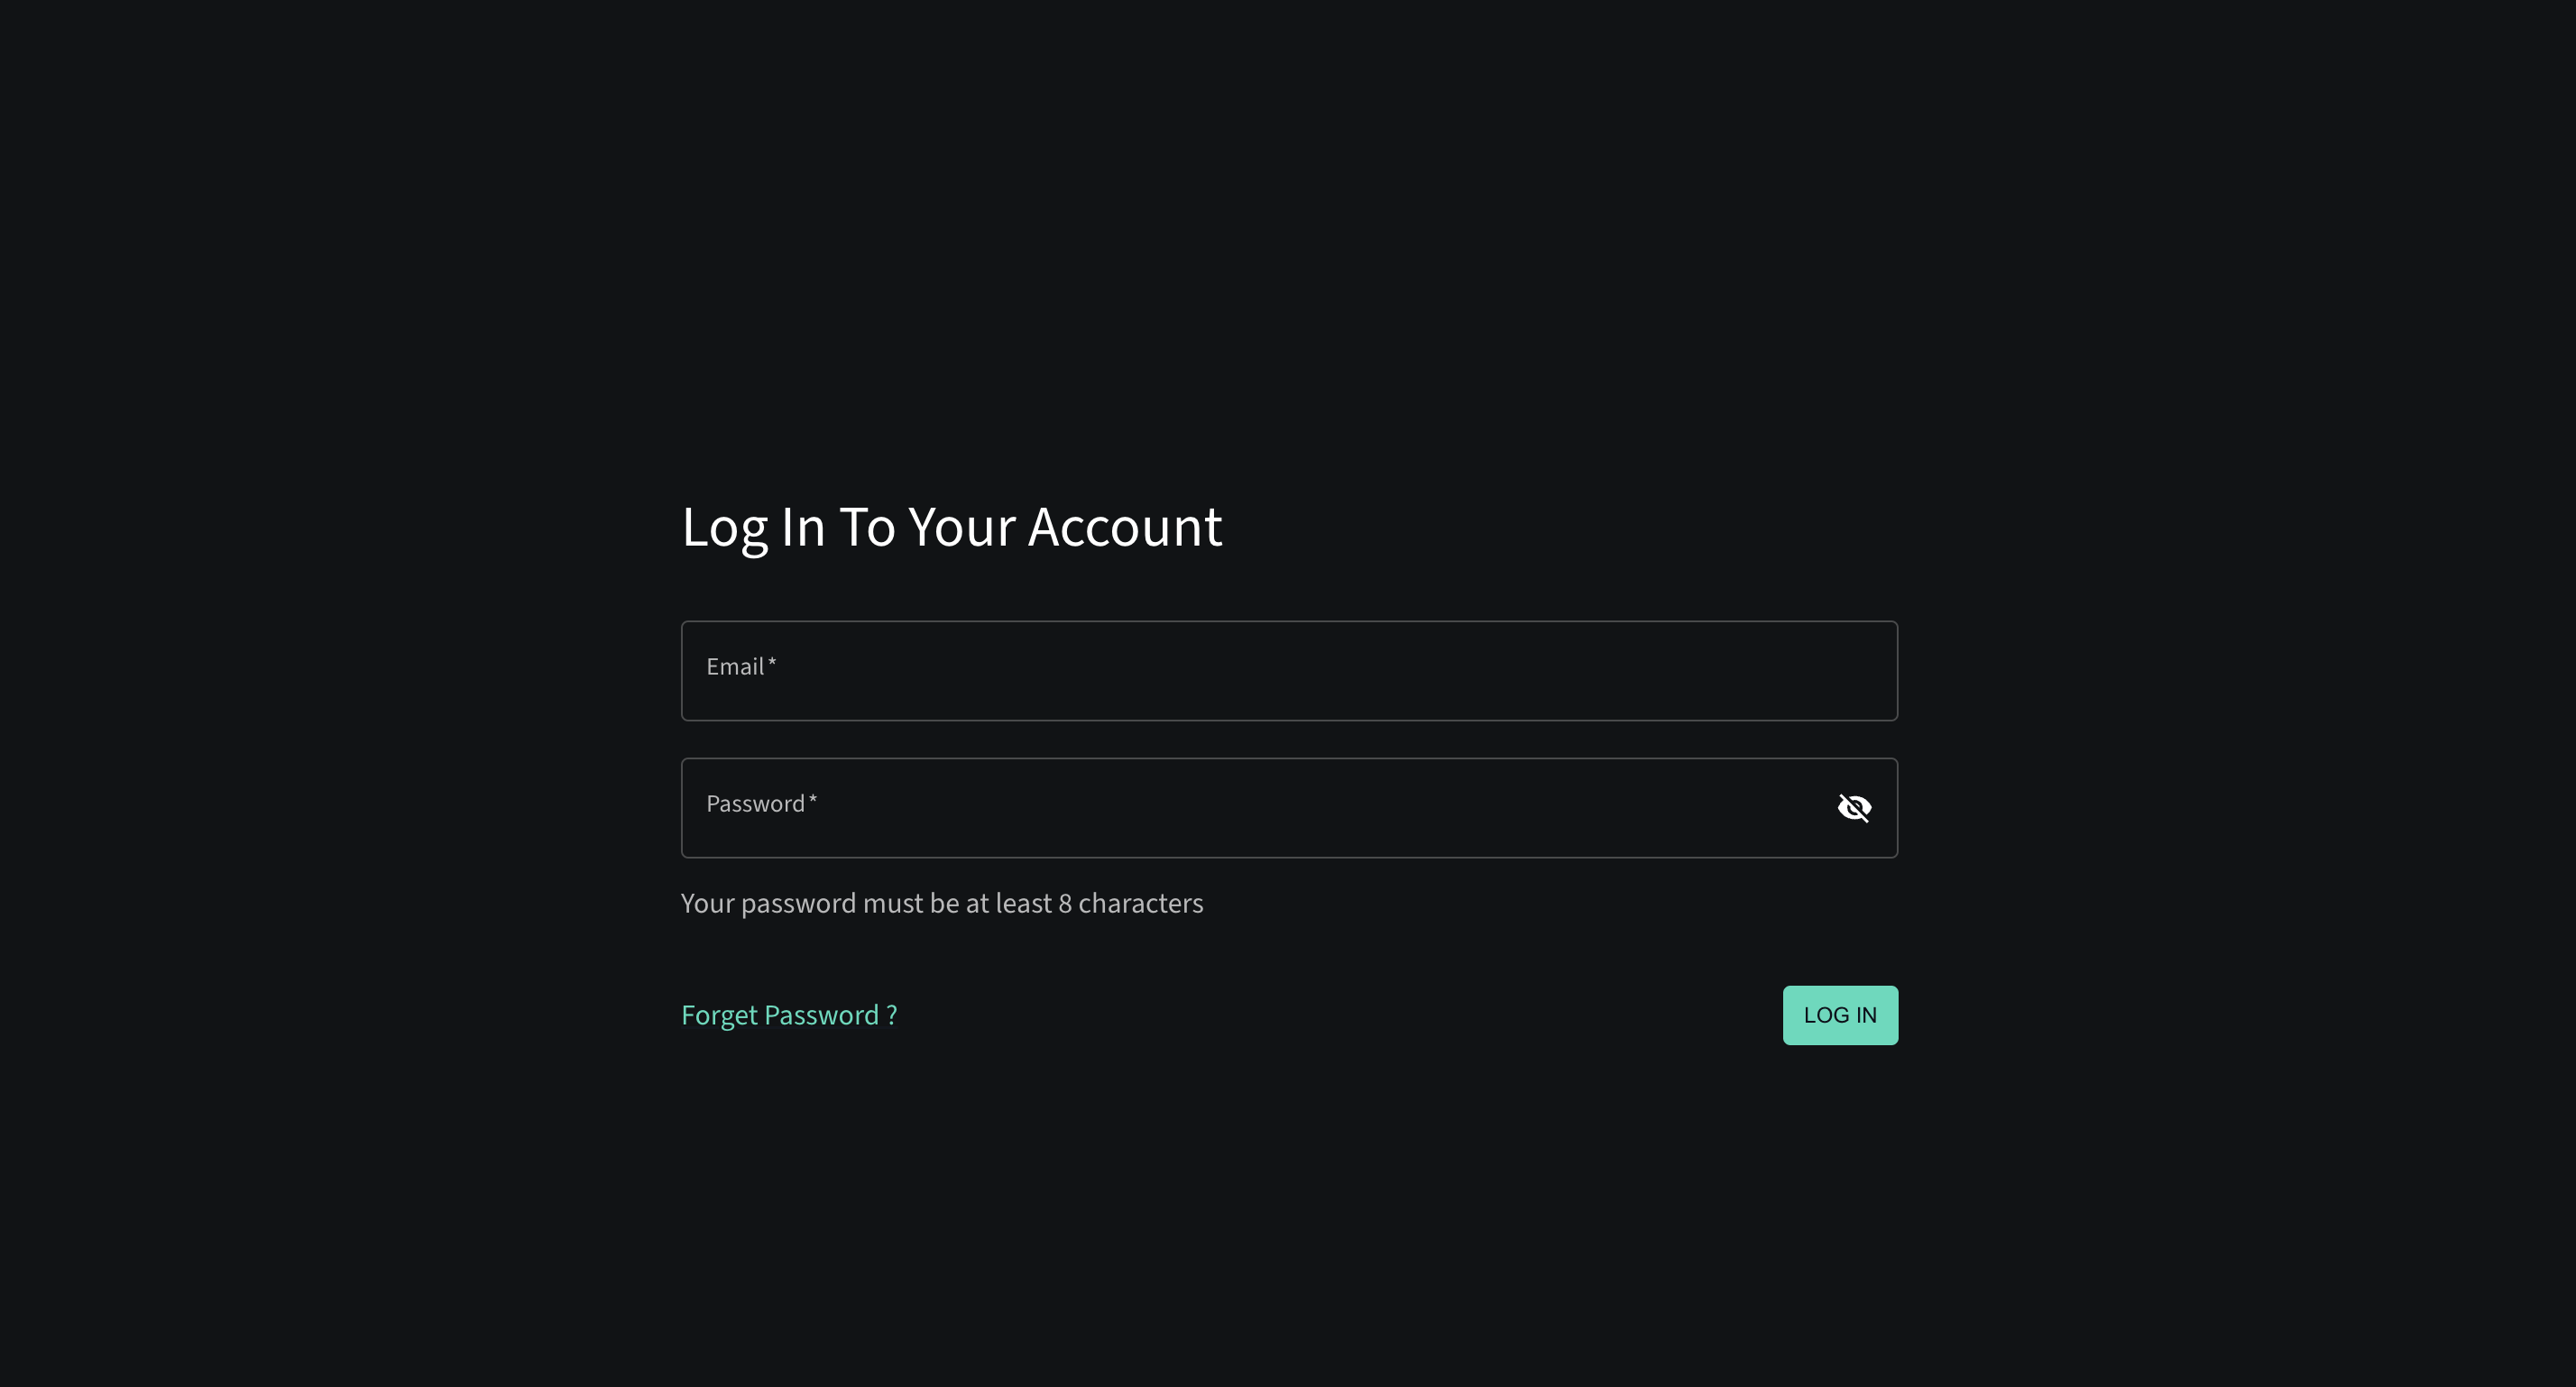 Log In To Your Account
Email *
Password *
Your password must be at least 8 characters
Forget Password ?
LOG IN